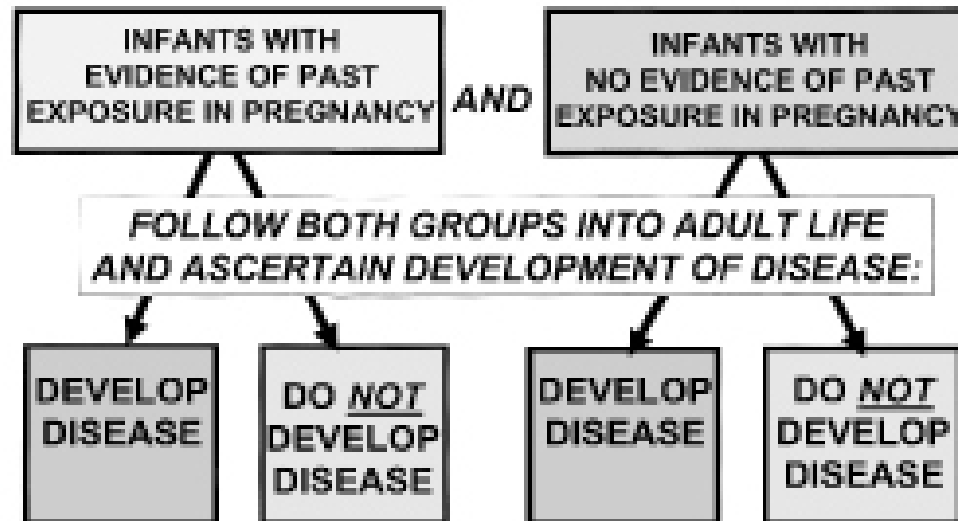 INFANTS WITH
EVIDENCE OF PAST
EXPOSURE IN PREGNANCY
AND
INFANTS WITH
NO EVIDENCE OF PAST
EXPOSURE IN PREGNANCY
FOLLOW BOTH GROUPS INTO ADULT LIFE
AND ASCERTAIN DEVELOPMENT OF DISEASE:
DEVELOP
DISEASE
DO NOT
DEVELOP
DISEASE
DEVELOP
DISEASE
DO NOT
DEVELOP
DISEASE